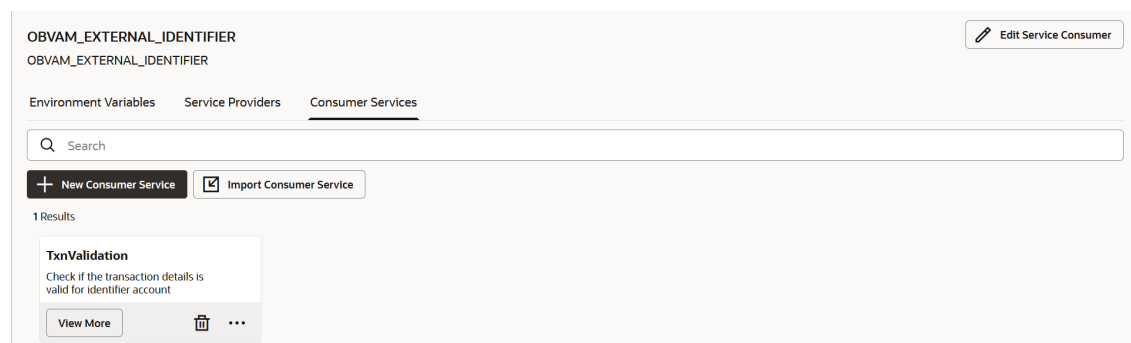 OBVAM_EXTERNAL_IDENTIFIER
Edit Service Consumer
OBVAM_EXTERNAL_IDENTIFIER
Environment Variables Service Providers Consumer Services
Search
New Consumer Service Import Consumer Service
1 Results
TxnValidation
Check if the transaction details is
valid for identifier account
View More